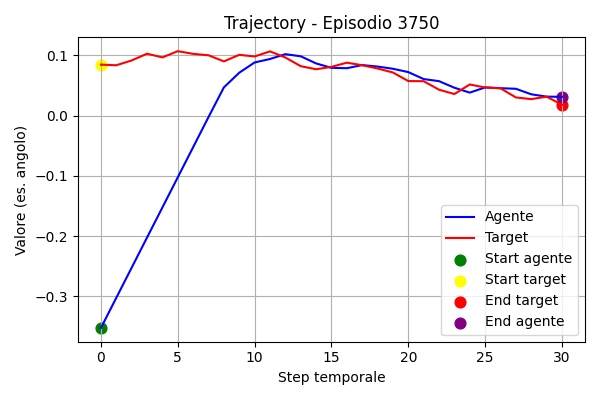 Trajectory - Episodio 3750
Valore (es. angolo)
0.1
0.0
−0.1
−0.2
−0.3
0 5 10 15 20 25 30
Step temporale
Agente
Target
Start agente
Start target
End target
End agente